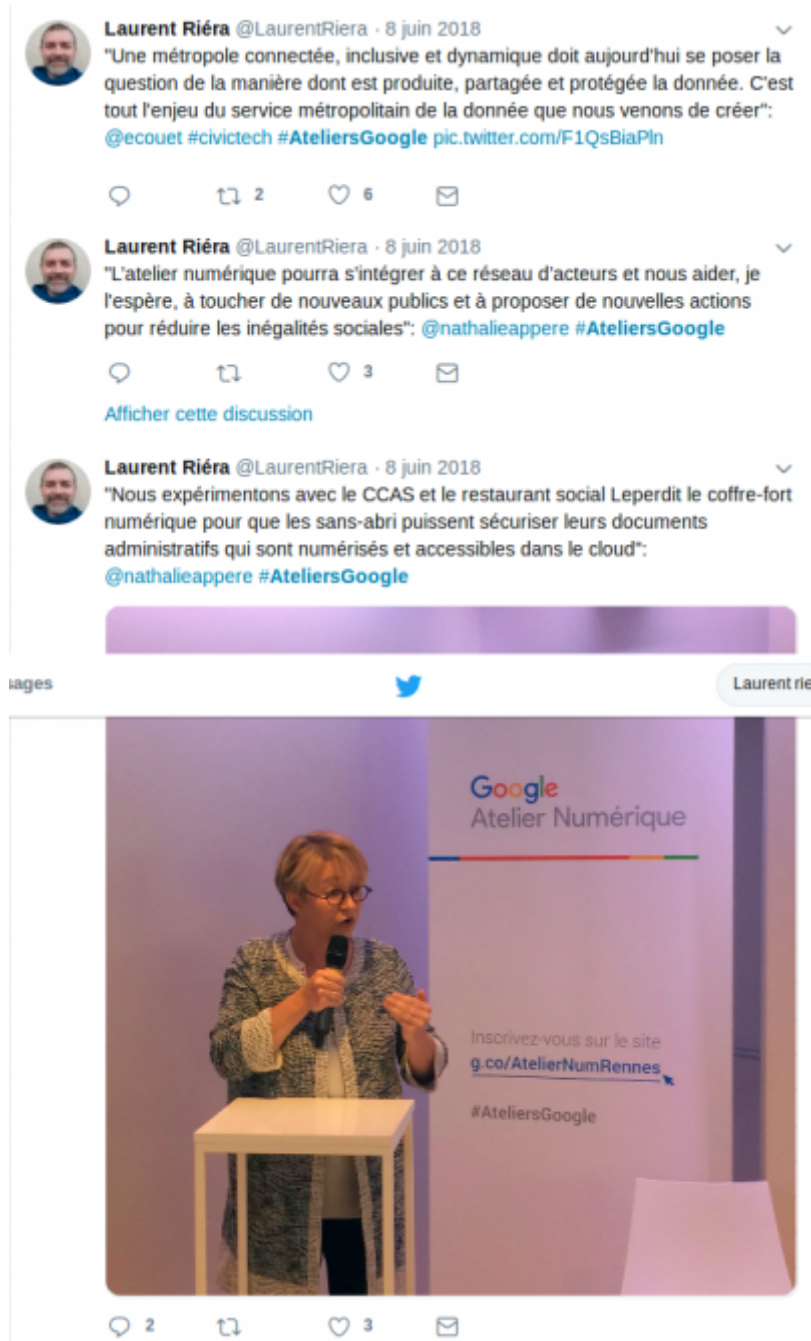 Laurent Riéra @LaurentRiera · 8 juin 2018
"Une métropole connectée, inclusive et dynamique doit aujourd'hui se poser la
question de la manière dont est produite, partagée et protégée la donnée. C'est
tout l'enjeu du service métropolitain de la donnée que nous venons de créer":
@ecouet #civictech #AteliersGoogle pic.twitter.com/F1QsBiaPln
2 6
Laurent Riéra @LaurentRiera · 8 juin 2018
"L'atelier numérique pourra s'intégrer à ce réseau d'acteurs et nous aider, je
l'espère, à toucher de nouveaux publics et à proposer de nouvelles actions
pour réduire les inégalités sociales": @nathalieappere #AteliersGoogle
3
Afficher cette discussion
Laurent Riéra @LaurentRiera · 8 juin 2018
"Nous expérimentons avec le CCAS et le restaurant social Leperdit le coffre-fort
numérique pour que les sans-abri puissent sécuriser leurs documents
administratifs qui sont numérisés et accessibles dans le cloud":
@nathalieappere #AteliersGoogle
sages Laurent rie
Google
Atelier Numérique
Inscrivez-vous sur le site
g.co/AtelierNumRennes
#AteliersGoogle
2 3